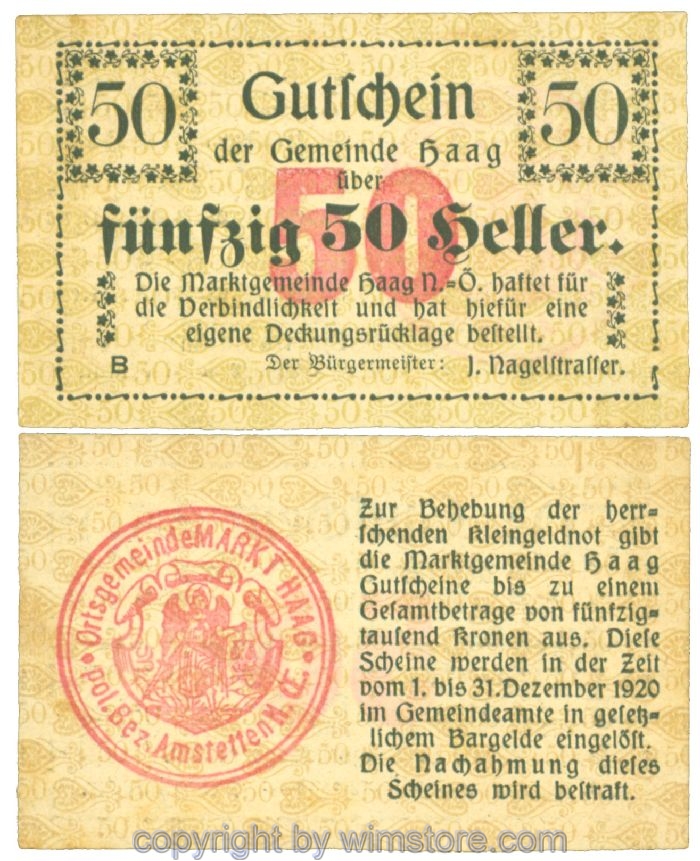 50 Gutschein 50
der Gemeinde Haag
über
50
fünfzig 50 Heller.
Die Marktgemeinde Haag N.=Ö. haftet für
die Verbindlichkeit und hat hiefür eine
eigene Deckungsrücklage bestellt.
B Der Bürgermeister: J. Nagelstrasser.
Ortsgemeinde MARKT HAAG
pol. Bez. Amstetten N. Œ.
Zur Behebung der herr=
schenden Kleingeldnot gibt
die Marktgemeinde Haag
Gutscheine bis zu einem
Gesamtbetrage von fünfzig=
tausend Kronen aus. Diese
Scheine werden in der Zeit
vom 1. bis 31. Dezember 1920
im Gemeindeamte in gesetz=
lichem Bargelde eingelöst.
Die Nachahmung dieses
Scheines wird bestraft.
copyright by wimstore.com